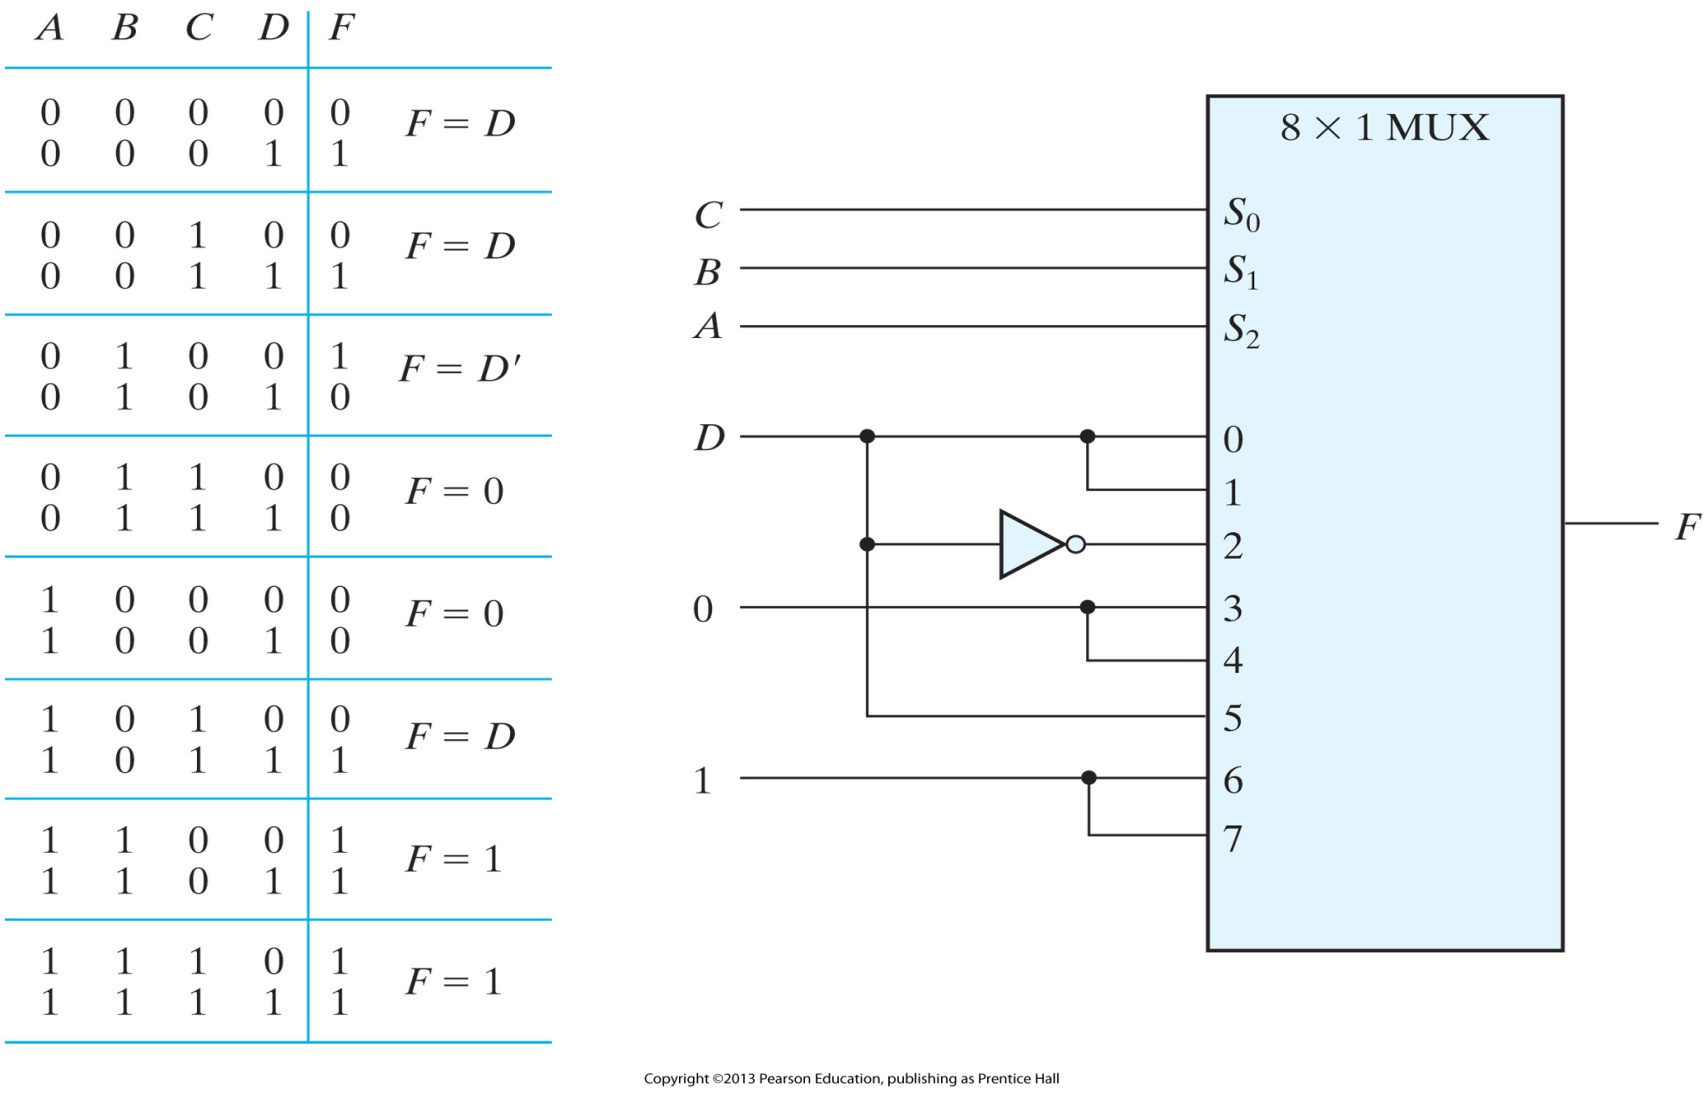 A B C D F
0 0 0 0 0
F = D
0 0 0 1 1
0 0 1 0 0
F = D
0 0 1 1 1
0 1 0 0 1
F = D′
0 1 0 1 0
0 1 1 0 0
F = 0
0 1 1 1 0
1 0 0 0 0
F = 0
1 0 0 1 0
1 0 1 0 0
F = D
1 0 1 1 1
1 1 0 0 1
F = 1
1 1 0 1 1
1 1 1 0 1
F = 1
1 1 1 1 1
8 × 1 MUX
C S₀
B S₁
A S₂
D 0
1
2
0 3
4
5
1 6
7
F
Copyright ©2013 Pearson Education, publishing as Prentice Hall